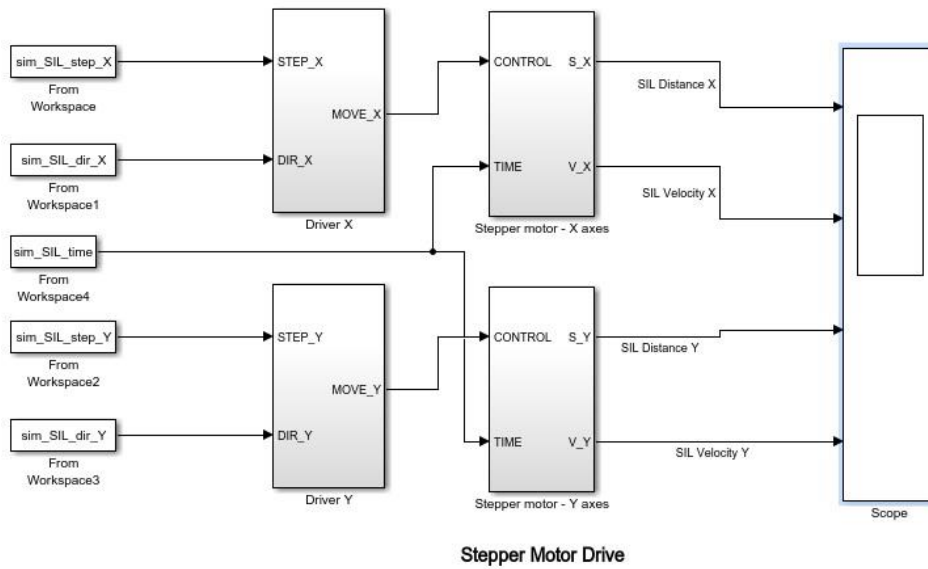 sim_SIL_step_X
From
Workspace
sim_SIL_dir_X
From
Workspace1
sim_SIL_time
From
Workspace4
sim_SIL_step_Y
From
Workspace2
sim_SIL_dir_Y
From
Workspace3
STEP_X
MOVE_X
DIR_X
Driver X
STEP_Y
MOVE_Y
DIR_Y
Driver Y
CONTROL S_X
TIME V_X
Stepper motor - X axes
CONTROL S_Y
TIME V_Y
Stepper motor - Y axes
SIL Distance X
SIL Velocity X
SIL Distance Y
SIL Velocity Y
Scope
Stepper Motor Drive